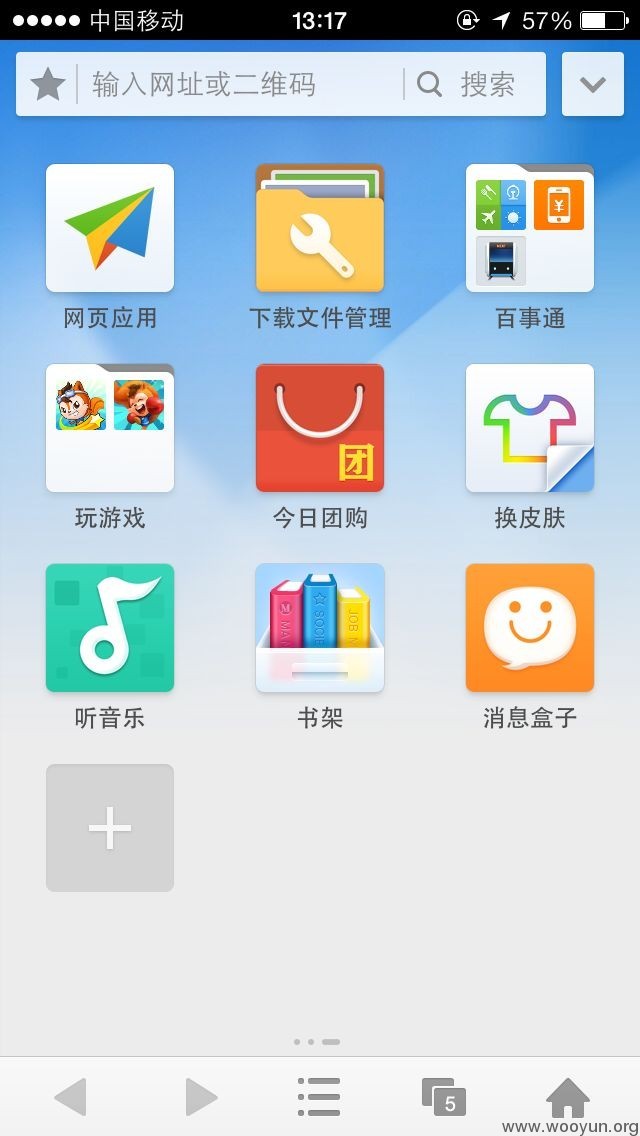 中国移动 13:17 57%
输入网址或二维码 搜索
网页应用 下载文件管理 百事通
团
玩游戏 今日团购 换皮肤
听音乐 书架 消息盒子
5
www.wooyun.org